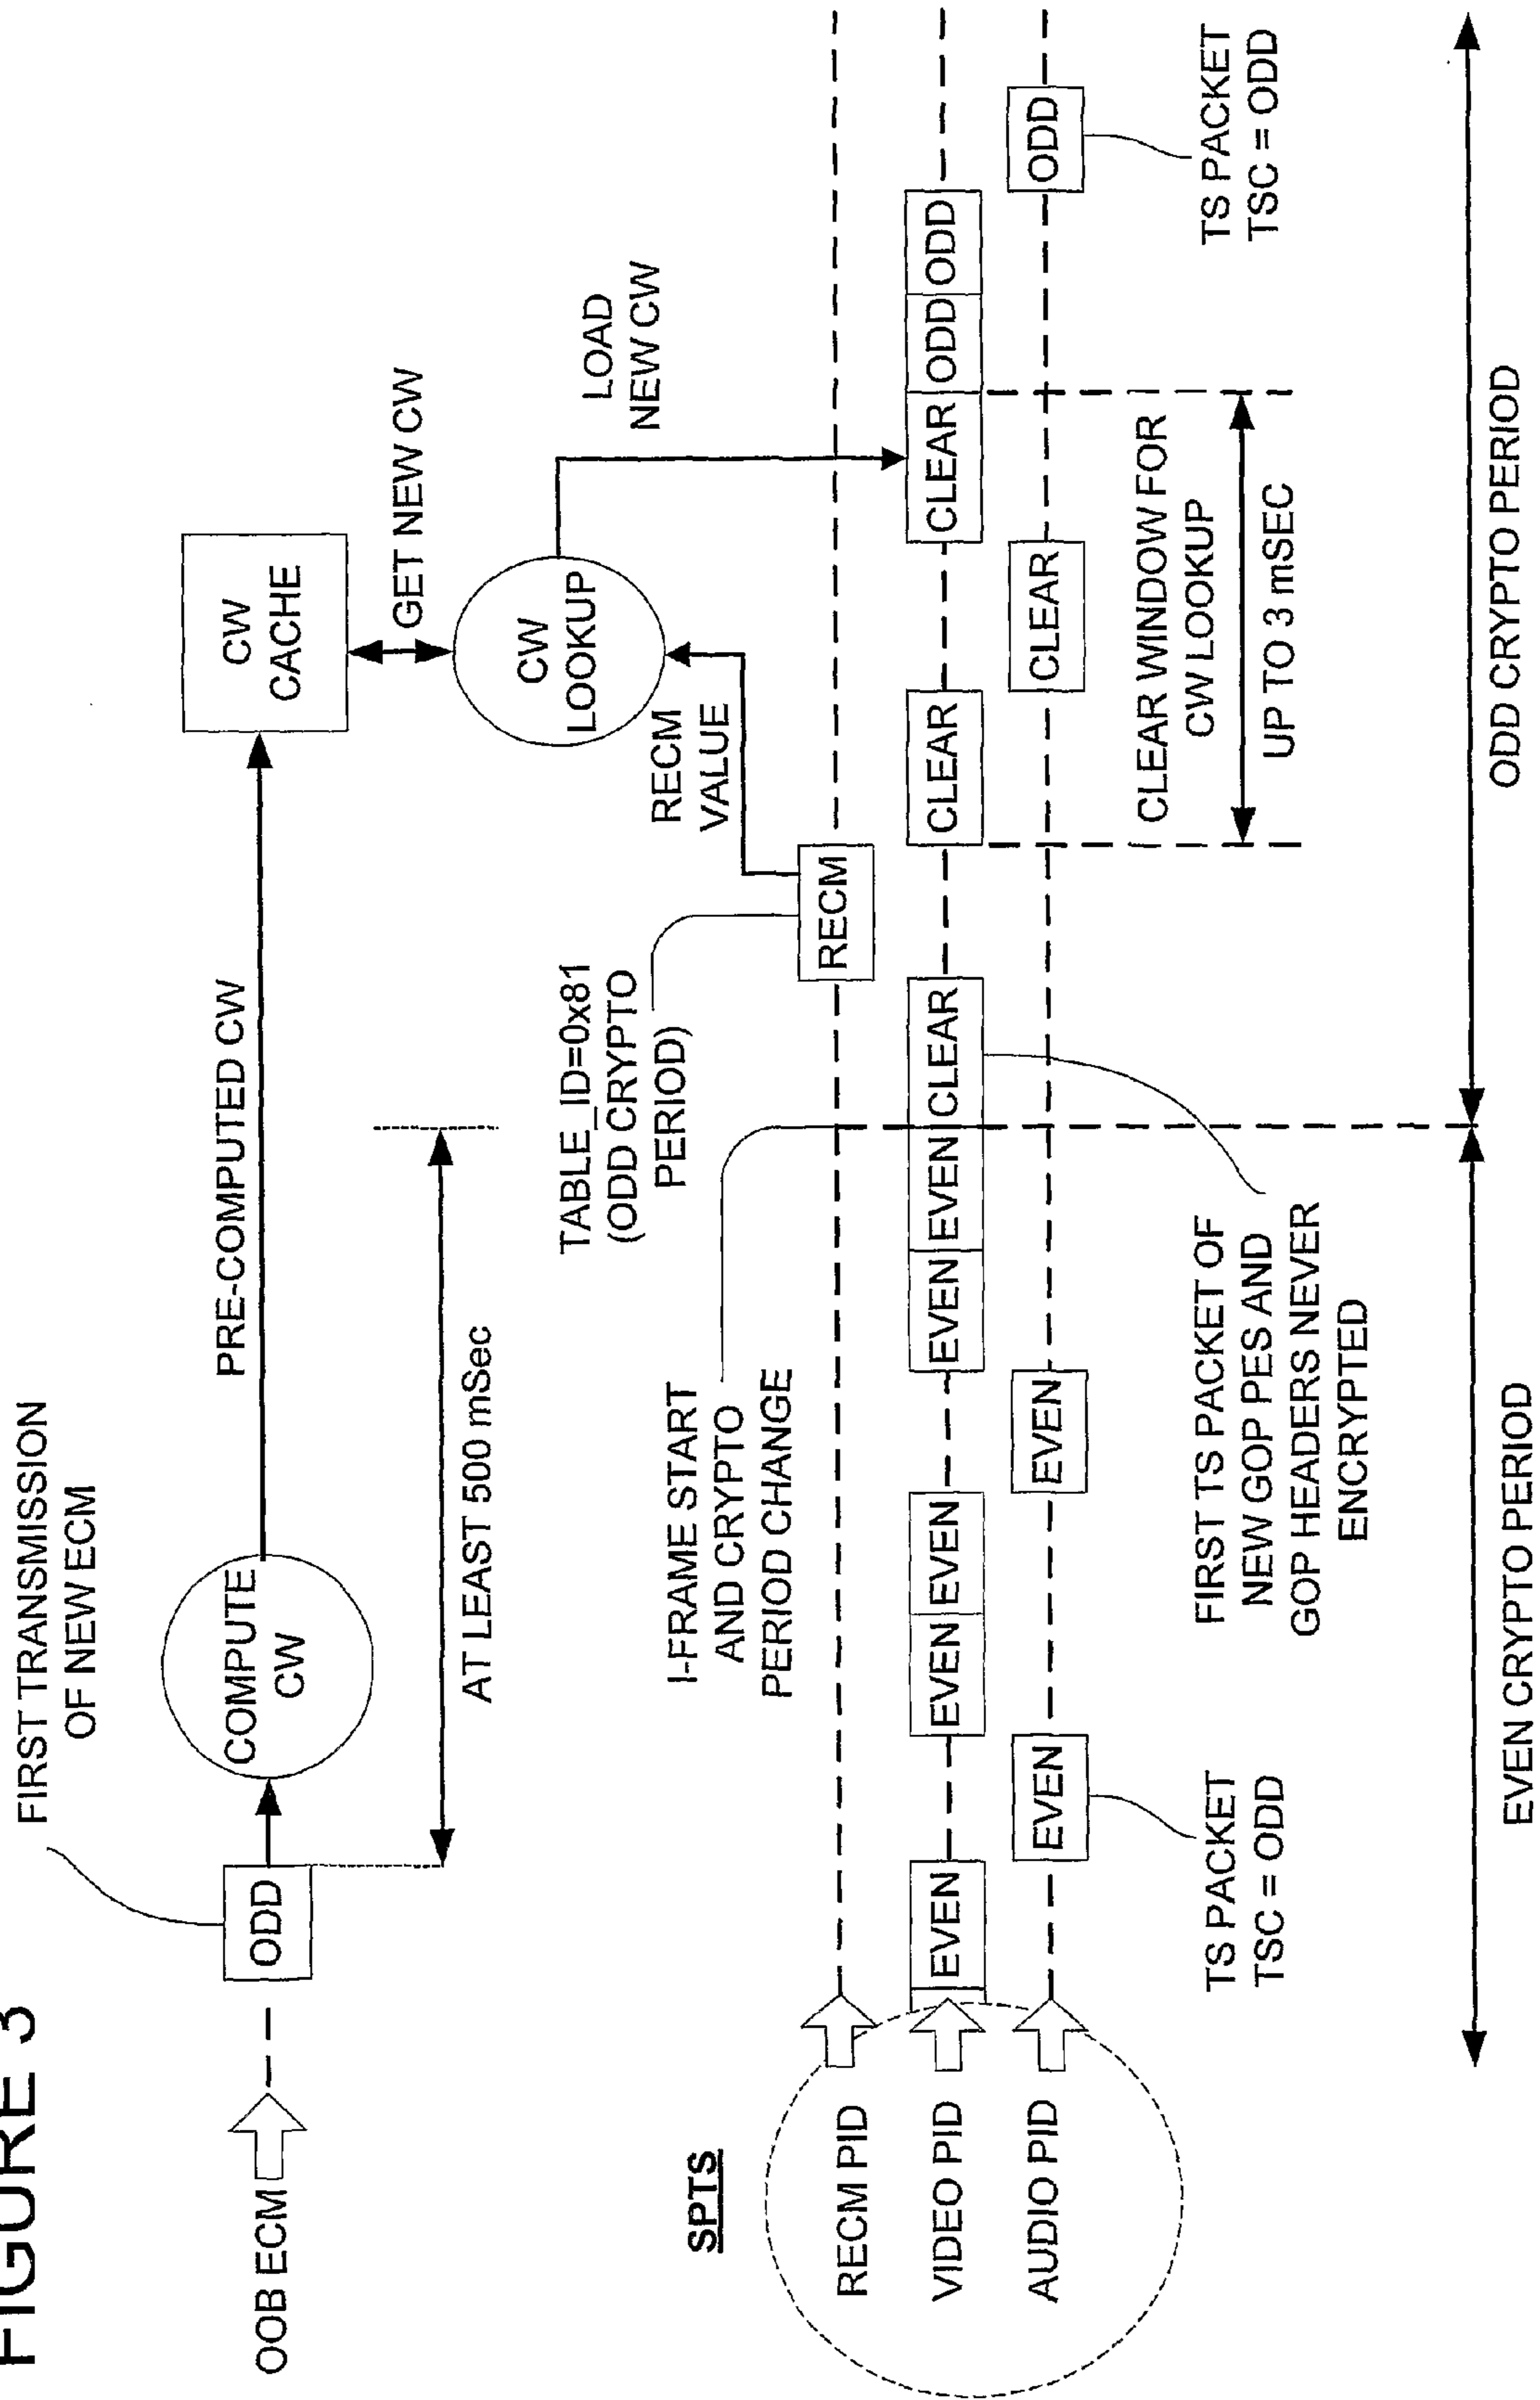 FIGURE 3
FIRST TRANSMISSION
OF NEW ECM
OOB ECM
ODD
COMPUTE
CW
PRE-COMPUTED CW
CW
CACHE
GET NEW CW
AT LEAST 500 mSec
CW
LOOKUP
LOAD
NEW CW
RECM
VALUE
TABLE_ID=0x81
(ODD CRYPTO
PERIOD)
I-FRAME START
AND CRYPTO
PERIOD CHANGE
SPTS
RECM PID
RECM
VIDEO PID
EVEN
EVEN
EVEN
EVEN
EVEN
CLEAR
CLEAR
CLEAR
ODD
ODD
AUDIO PID
EVEN
EVEN
CLEAR
ODD
TS PACKET
TSC = ODD
FIRST TS PACKET OF
NEW GOP PES AND
GOP HEADERS NEVER
ENCRYPTED
CLEAR WINDOW FOR
CW LOOKUP
UP TO 3 mSEC
TS PACKET
TSC = ODD
EVEN CRYPTO PERIOD
ODD CRYPTO PERIOD